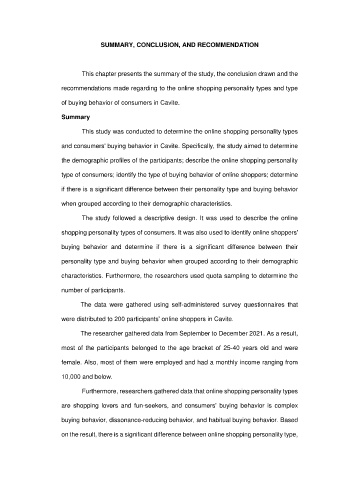 SUMMARY, CONCLUSION, AND RECOMMENDATION
This chapter presents the summary of the study, the conclusion drawn and the
recommendations made regarding to the online shopping personality types and type
of buying behavior of consumers in Cavite.
Summary
This study was conducted to determine the online shopping personality types
and consumers' buying behavior in Cavite. Specifically, the study aimed to determine
the demographic profiles of the participants; describe the online shopping personality
type of consumers; identify the type of buying behavior of online shoppers; determine
if there is a significant difference between their personality type and buying behavior
when grouped according to their demographic characteristics.
The study followed a descriptive design. It was used to describe the online
shopping personality types of consumers. It was also used to identify online shoppers'
buying behavior and determine if there is a significant difference between their
personality type and buying behavior when grouped according to their demographic
characteristics. Furthermore, the researchers used quota sampling to determine the
number of participants.
The data were gathered using self-administered survey questionnaires that
were distributed to 200 participants' online shoppers in Cavite.
The researcher gathered data from September to December 2021. As a result,
most of the participants belonged to the age bracket of 25-40 years old and were
female. Also, most of them were employed and had a monthly income ranging from
10,000 and below.
Furthermore, researchers gathered data that online shopping personality types
are shopping lovers and fun-seekers, and consumers' buying behavior is complex
buying behavior, dissonance-reducing behavior, and habitual buying behavior. Based
on the result, there is a significant difference between online shopping personality type,